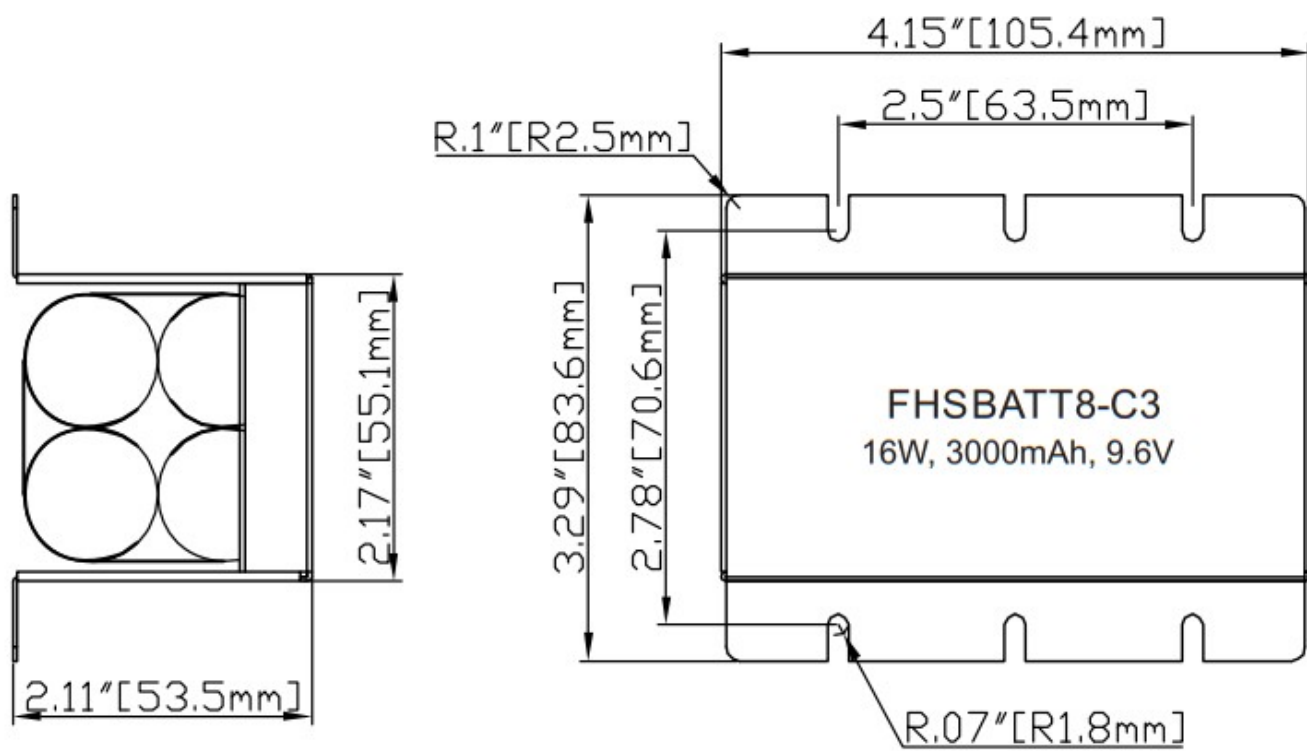 4.15"[105.4mm]
2.5"[63.5mm]
R.1"[R2.5mm]
2.17"[55.1mm]
3.29"[83.6mm]
2.78"[70.6mm]
FHSBATT8-C3
16W, 3000mAh, 9.6V
2.11"[53.5mm]
R.07"[R1.8mm]